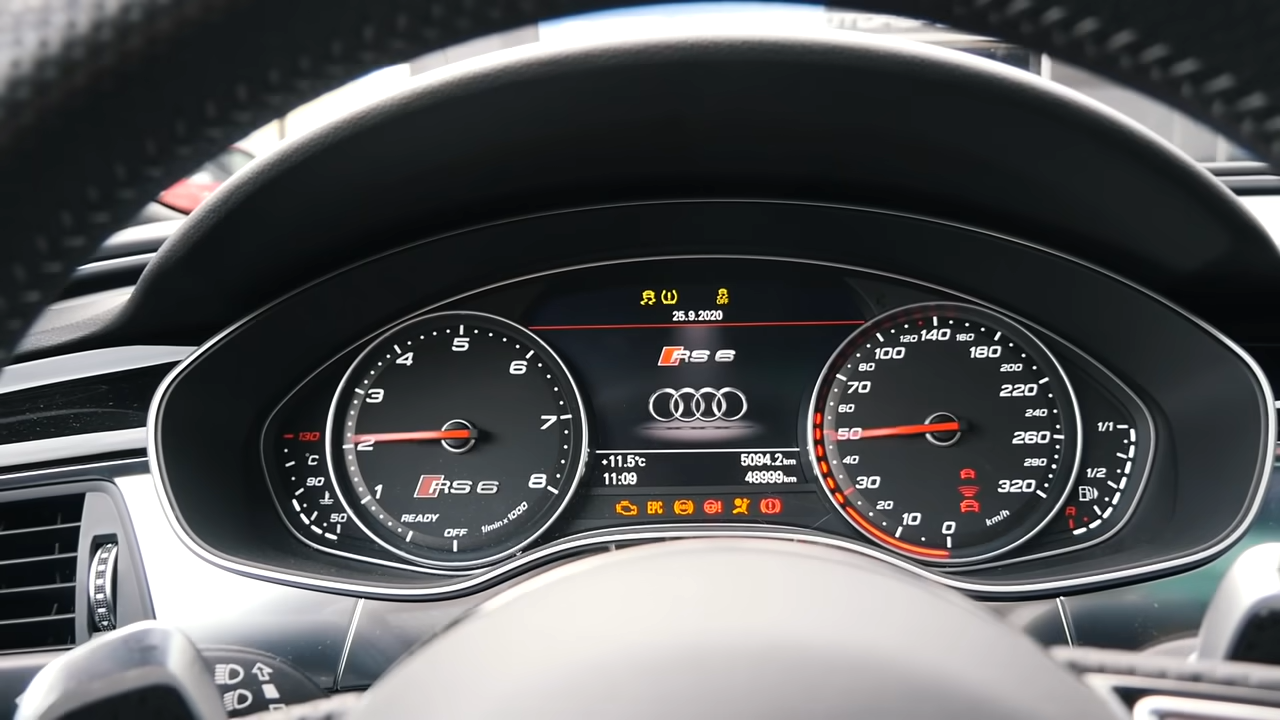 OFF
25.9.2020
RS 6
+11.5°c 5094.2km
11:09 48999km
EPC
130
°C
90
50
OFF
READY
1
2
3
4
5
6
7
8
RS 6
1/min x 1000
0
10
20
30
40
50
60
70
80
100
120
140
160
180
200
220
240
260
290
320
km/h
1/1
1/2
R